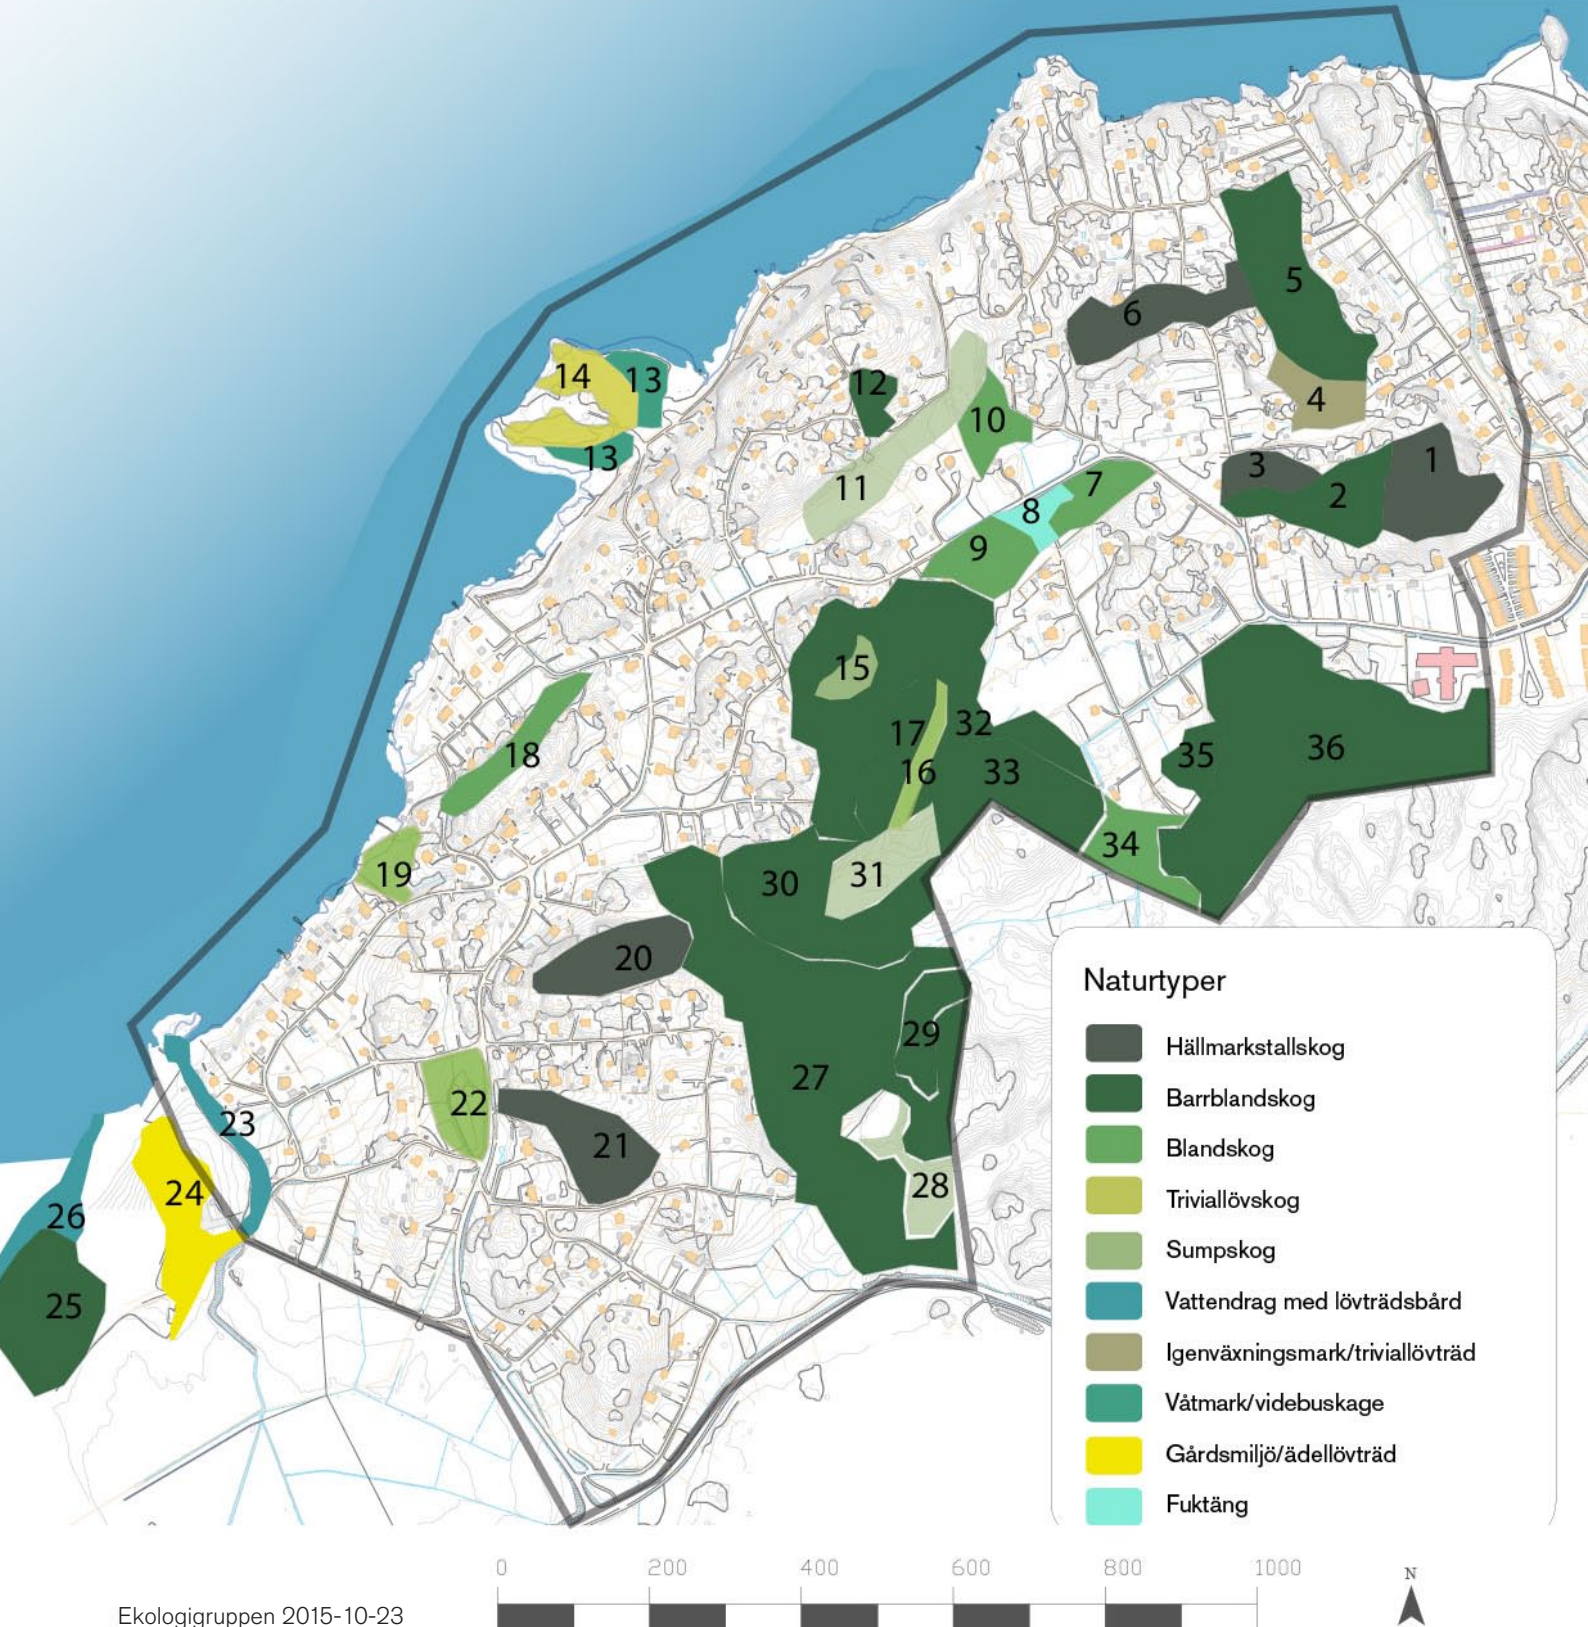 5
6
14
13
12
4
10
3
1
13
11
7
2
8
9
15
17
32
18
16
33
35
36
19
30
31
34
20
29
27
22
23
21
24
28
26
25
Naturtyper
Hällmarkstallskog
Barrblandskog
Blandskog
Triviallövskog
Sumpskog
Vattendrag med lövträdsbård
Igenväxningsmark/triviallövträd
Våtmark/videbuskage
Gårdsmiljö/ädellövträd
Fuktäng
0 200 400 600 800 1000
N
Ekologigruppen 2015-10-23